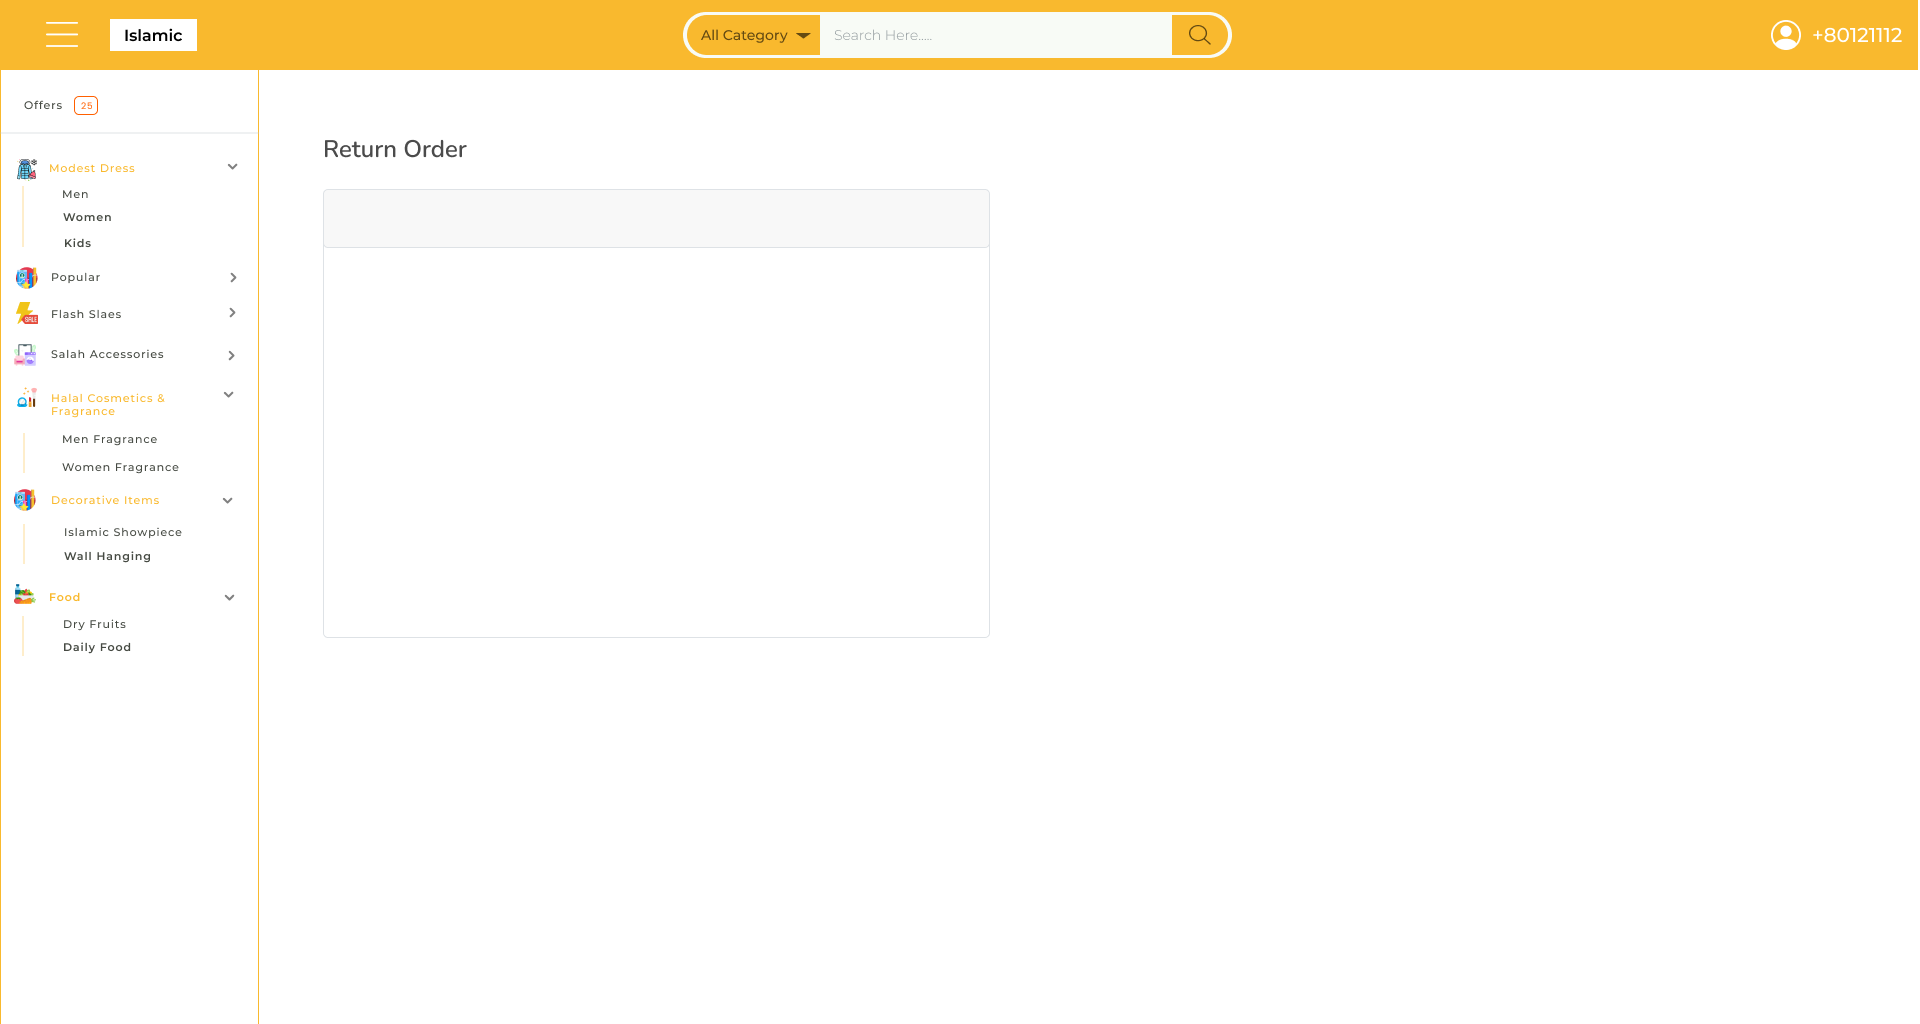 Islamic
All Category
Search Here.....
+80121112
Offers
25
Modest Dress
Men
Women
Kids
Popular
Flash Slaes
SALE
Salah Accessories
Halal Cosmetics &
Fragrance
Men Fragrance
Women Fragrance
Decorative Items
Islamic Showpiece
Wall Hanging
Food
Dry Fruits
Daily Food
Return Order